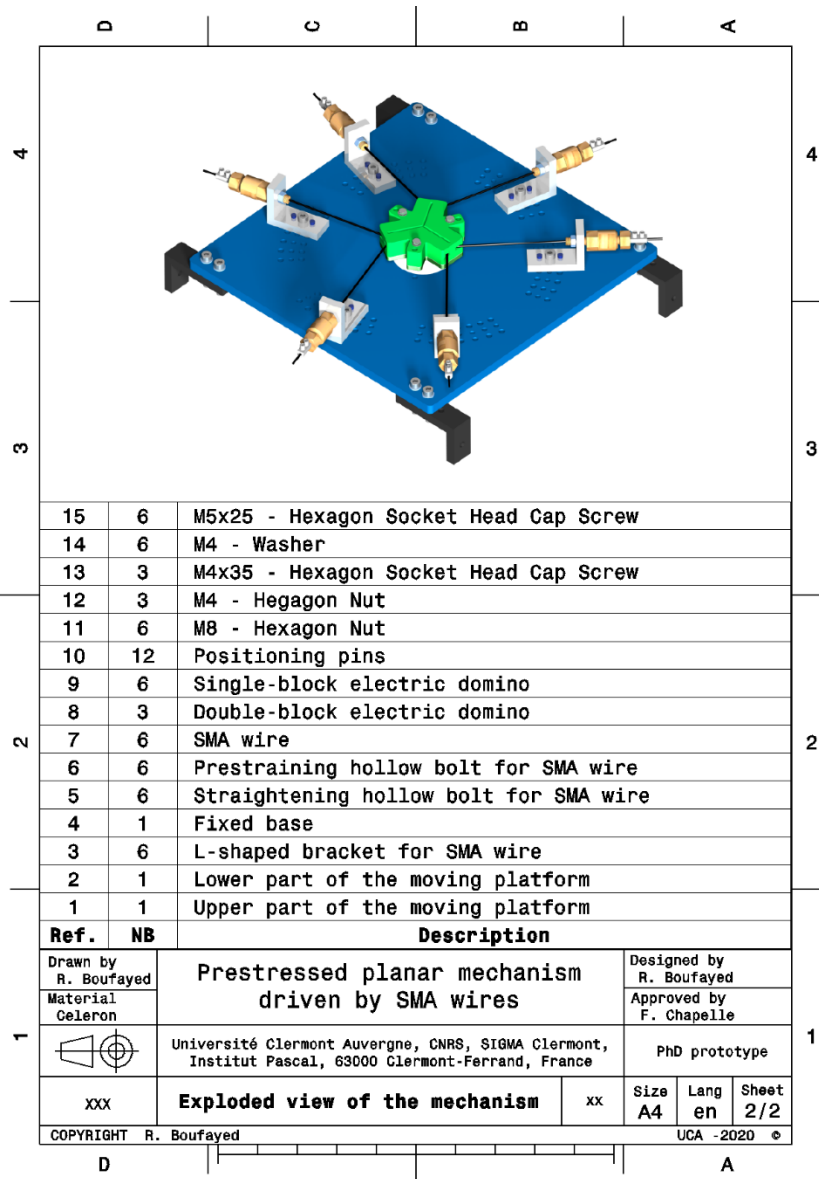 D C B A
4 4
3 3
15 6 M5x25 - Hexagon Socket Head Cap Screw
14 6 M4 - Washer
13 3 M4x35 - Hexagon Socket Head Cap Screw
12 3 M4 - Hegagon Nut
11 6 M8 - Hexagon Nut
10 12 Positioning pins
9 6 Single-block electric domino
8 3 Double-block electric domino
2 7 6 SMA wire 2
6 6 Prestraining hollow bolt for SMA wire
5 6 Straightening hollow bolt for SMA wire
4 1 Fixed base
3 6 L-shaped bracket for SMA wire
2 1 Lower part of the moving platform
1 1 Upper part of the moving platform
Ref. NB Description
Drawn by
R. Boufayed
Material
Celeron
Prestressed planar mechanism
driven by SMA wires
Designed by
R. Boufayed
Approved by
F. Chapelle
1 1
Université Clermont Auvergne, CNRS, SIGMA Clermont,
Institut Pascal, 63000 Clermont-Ferrand, France
PhD prototype
XXX
Exploded view of the mechanism
xx
Size
A4
Lang
en
Sheet
2/2
COPYRIGHT R. Boufayed UCA -2020 ©
D A